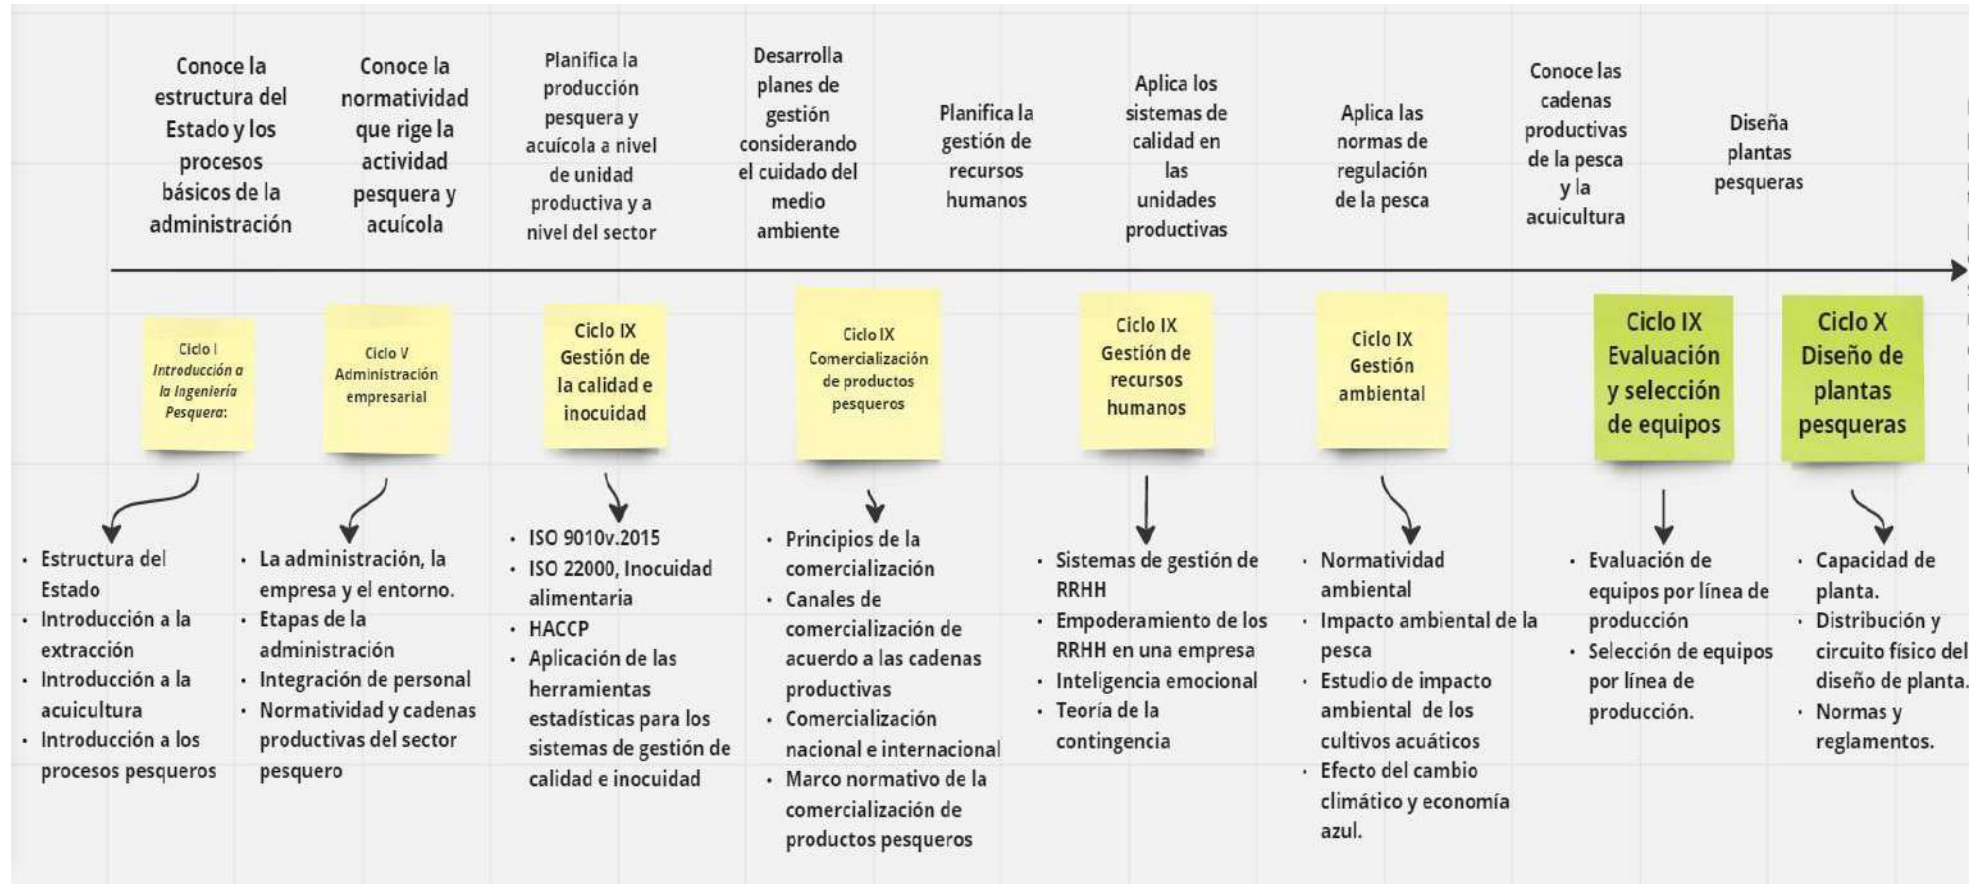 Conoce la
estructura del
Estado y los
procesos
básicos de la
administración
Conoce la
normatividad
que rige la
actividad
pesquera y
acuícola
Planifica la
producción
pesquera y
acuícola a nivel
de unidad
productiva y a
nivel del sector
Desarrolla
planes de
gestión
considerando
el cuidado del
medio
ambiente
Planifica la
gestión de
recursos
humanos
Aplica los
sistemas de
calidad en
las
unidades
productivas
Aplica las
normas de
regulación
de la pesca
Conoce las
cadenas
productivas
de la pesca
y la
acuicultura
Diseña
plantas
pesqueras
Ciclo I
Introducción a
la Ingeniería
Pesquera:
Ciclo V
Administración
empresarial
Ciclo IX
Gestión de
la calidad e
inocuidad
Ciclo IX
Comercialización
de productos
pesqueros
Ciclo IX
Gestión de
recursos
humanos
Ciclo IX
Gestión
ambiental
Ciclo IX
Evaluación
y selección
de equipos
Ciclo X
Diseño de
plantas
pesqueras
· Estructura del
Estado
· Introducción a la
extracción
· Introducción a la
acuicultura
· Introducción a los
procesos pesqueros
· La administración, la
empresa y el entorno.
· Etapas de la
administración
· Integración de personal
· Normatividad y cadenas
productivas del sector
pesquero
· ISO 9010v.2015
· ISO 22000, Inocuidad
alimentaria
· HACCP
· Aplicación de las
herramientas
estadísticas para los
sistemas de gestión de
calidad e inocuidad
· Principios de la
comercialización
· Canales de
comercialización de
acuerdo a las cadenas
productivas
· Comercialización
nacional e internacional
· Marco normativo de la
comercialización de
productos pesqueros
· Sistemas de gestión de
RRHH
· Empoderamiento de los
RRHH en una empresa
· Inteligencia emocional
· Teoría de la
contingencia
· Normatividad
ambiental
· Impacto ambiental de la
pesca
· Estudio de impacto
ambiental de los
cultivos acuáticos
· Efecto del cambio
climático y economía
azul.
· Evaluación de
equipos por línea de
producción
· Selección de equipos
por línea de
producción.
· Capacidad de
planta.
· Distribución y
circuito físico del
diseño de planta.
· Normas y
reglamentos.